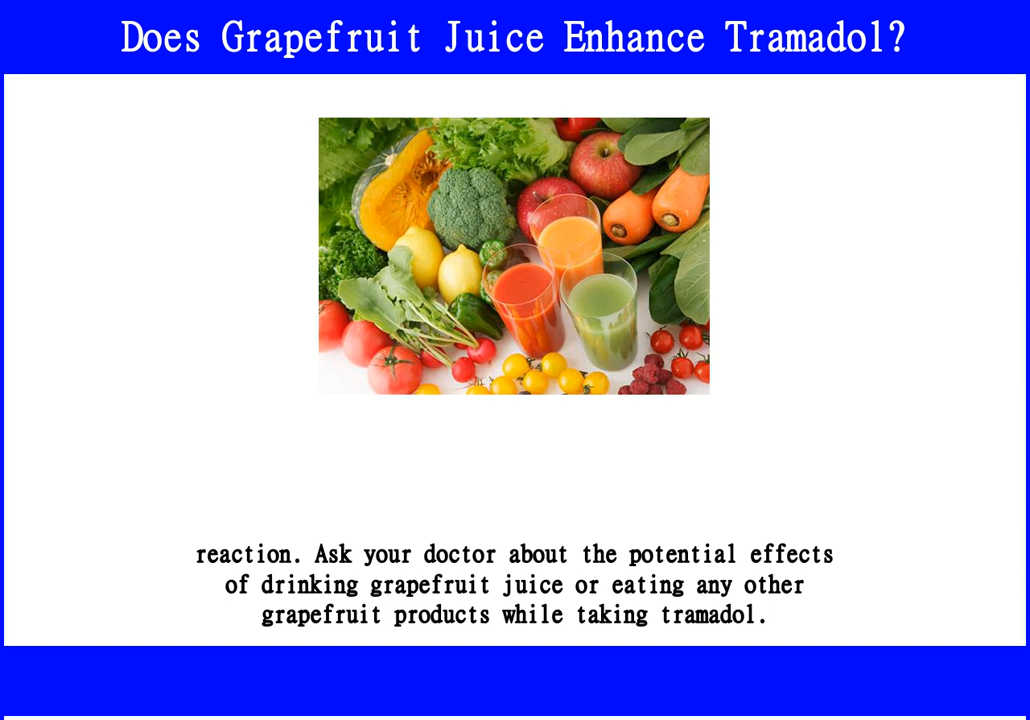 Does Grapefruit Juice Enhance Tramadol?
reaction. Ask your doctor about the potential effects
of drinking grapefruit juice or eating any other
grapefruit products while taking tramadol.